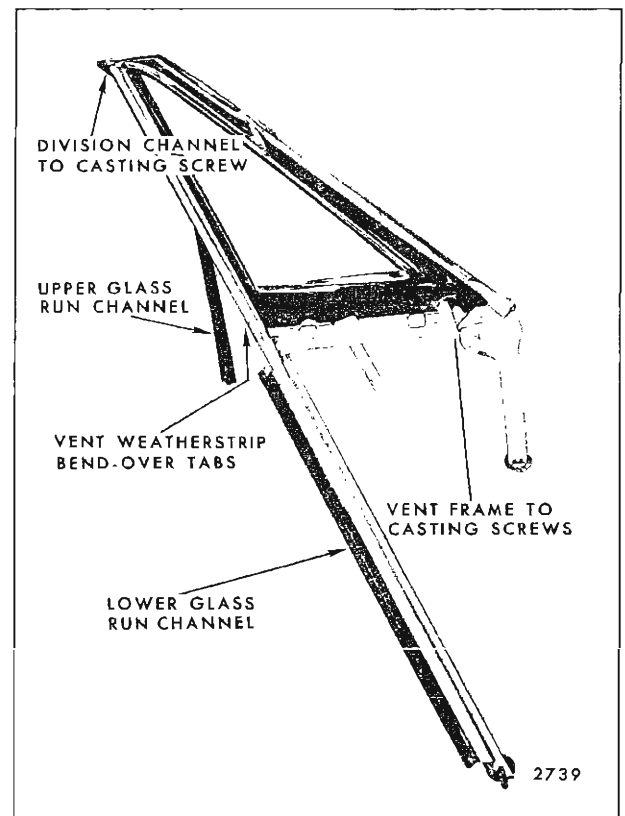 DIVISION CHANNEL
TO CASTING SCREW
UPPER GLASS
RUN CHANNEL
VENT WEATHERSTRIP
BEND-OVER TABS
VENT FRAME TO
CASTING SCREWS
LOWER GLASS
RUN CHANNEL
2739